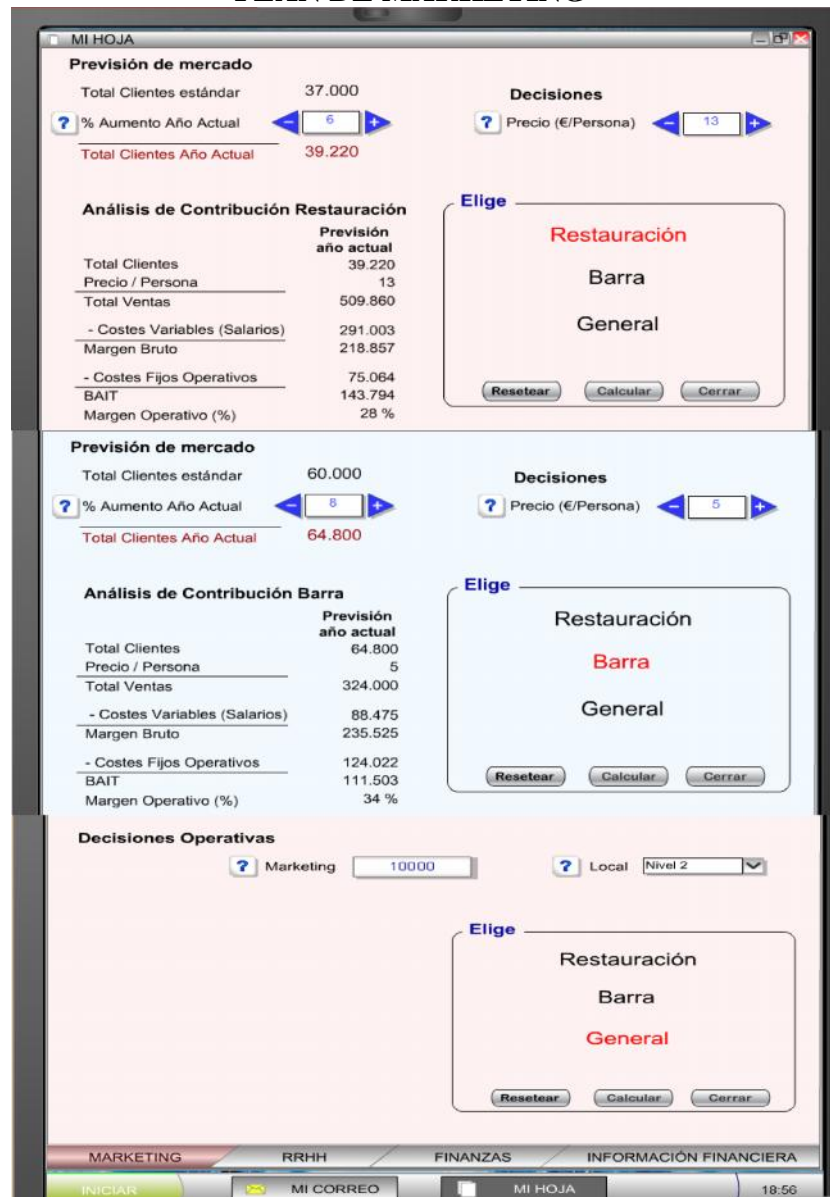 PLAN DE MARKETING
MI HOJA
Previsión de mercado
Total Clientes estándar 37.000
Decisiones
? % Aumento Año Actual - 6 +
? Precio (€/Persona) - 13 +
Total Clientes Año Actual 39.220
Análisis de Contribución Restauración
Previsión
año actual
Total Clientes 39.220
Precio / Persona 13
Total Ventas 509.860
- Costes Variables (Salarios) 291.003
Margen Bruto 218.857
- Costes Fijos Operativos 75.064
BAIT 143.794
Margen Operativo (%) 28 %
Elige
Restauración
Barra
General
Resetear Calcular Cerrar
Previsión de mercado
Total Clientes estándar 60.000
Decisiones
? % Aumento Año Actual - 8 +
? Precio (€/Persona) - 5 +
Total Clientes Año Actual 64.800
Análisis de Contribución Barra
Previsión
año actual
Total Clientes 64.800
Precio / Persona 5
Total Ventas 324.000
- Costes Variables (Salarios) 88.475
Margen Bruto 235.525
- Costes Fijos Operativos 124.022
BAIT 111.503
Margen Operativo (%) 34 %
Elige
Restauración
Barra
General
Resetear Calcular Cerrar
Decisiones Operativas
? Marketing 10000
? Local Nivel 2
Elige
Restauración
Barra
General
Resetear Calcular Cerrar
MARKETING RRHH FINANZAS INFORMACIÓN FINANCIERA
INICIAR MI CORREO MI HOJA 18:56